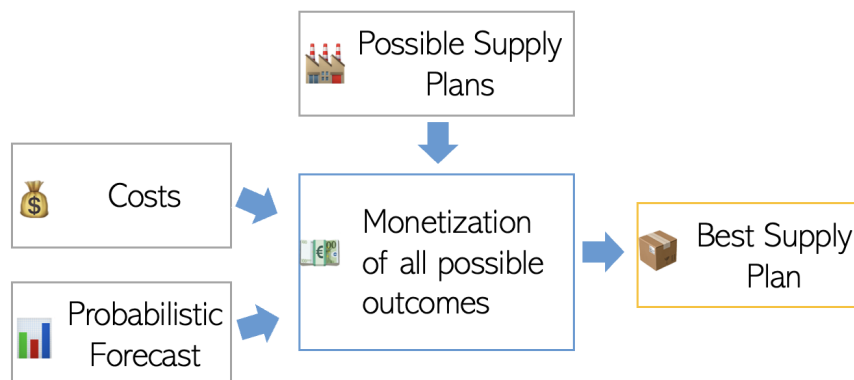 Possible Supply
Plans
Costs
Monetization
of all possible
outcomes
Best Supply
Plan
Probabilistic
Forecast